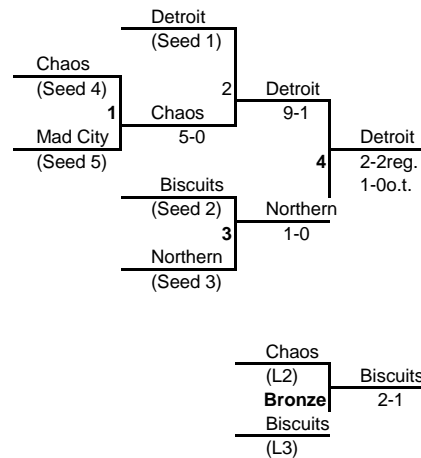 Detroit
(Seed 1)
Chaos
(Seed 4)
2
Detroit
1
Chaos
9-1
Mad City
5-0
Detroit
(Seed 5)
4
2-2reg.
Biscuits
1-0o.t.
(Seed 2)
Northern
3
1-0
Northern
(Seed 3)
Chaos
(L2)
Biscuits
Bronze
2-1
Biscuits
(L3)